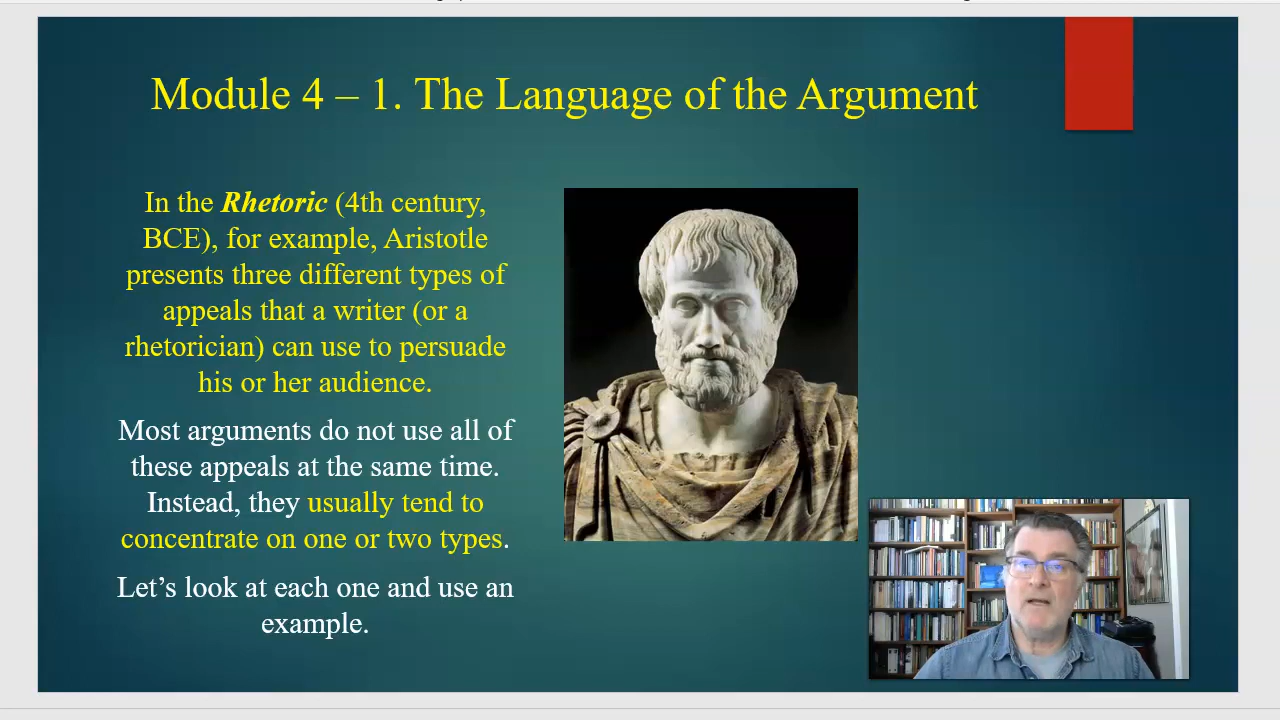 Module 4 – 1. The Language of the Argument
In the Rhetoric (4th century,
BCE), for example, Aristotle
presents three different types of
appeals that a writer (or a
rhetorician) can use to persuade
his or her audience.
Most arguments do not use all of
these appeals at the same time.
Instead, they usually tend to
concentrate on one or two types.
Let’s look at each one and use an
example.